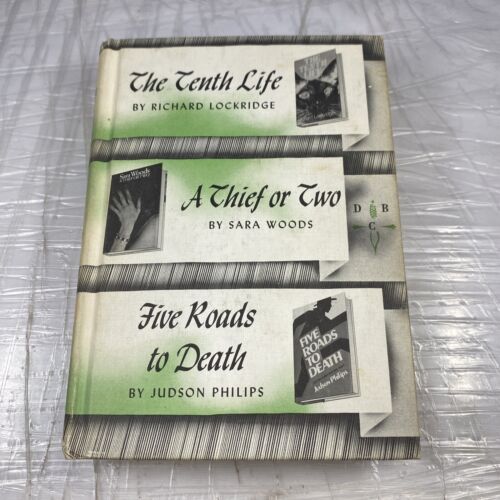 The Tenth Life
BY RICHARD LOCKRIDGE
Sara Woods
A Thief or Two
BY SARA WOODS
D B
C
Five Roads
to Death
BY JUDSON PHILIPS
FIVE
ROADS
TO
DEATH
Judson Philips